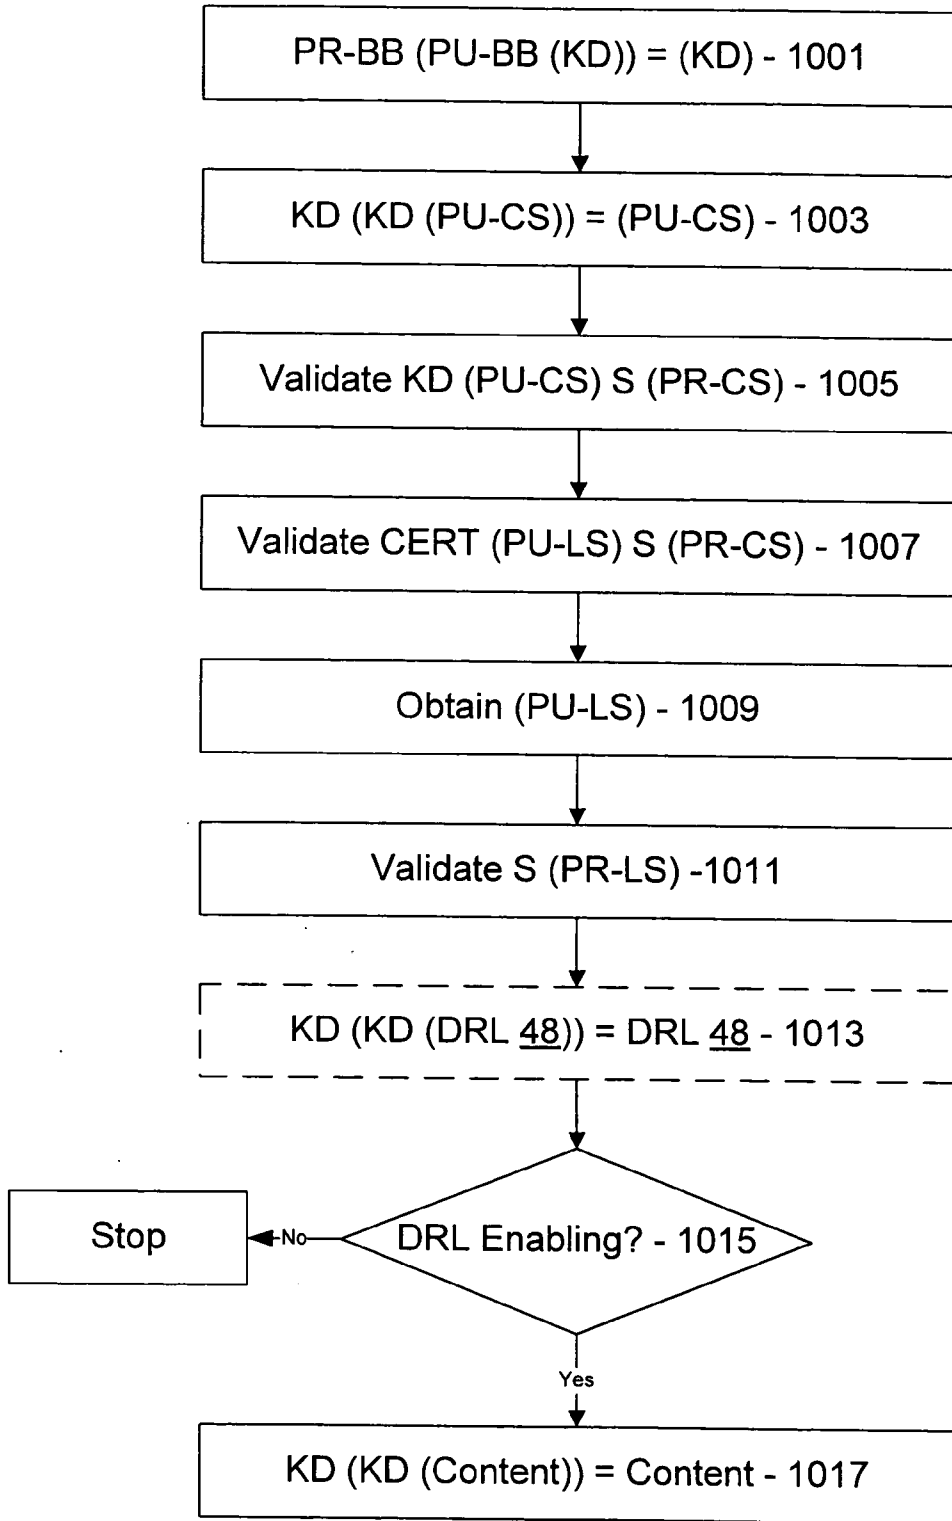 PR-BB (PU-BB (KD)) = (KD) - 1001
KD (KD (PU-CS)) = (PU-CS) - 1003
Validate KD (PU-CS) S (PR-CS) - 1005
Validate CERT (PU-LS) S (PR-CS) - 1007
Obtain (PU-LS) - 1009
Validate S (PR-LS) -1011
KD (KD (DRL 48)) = DRL 48 - 1013
DRL Enabling? - 1015
No
Stop
Yes
KD (KD (Content)) = Content - 1017